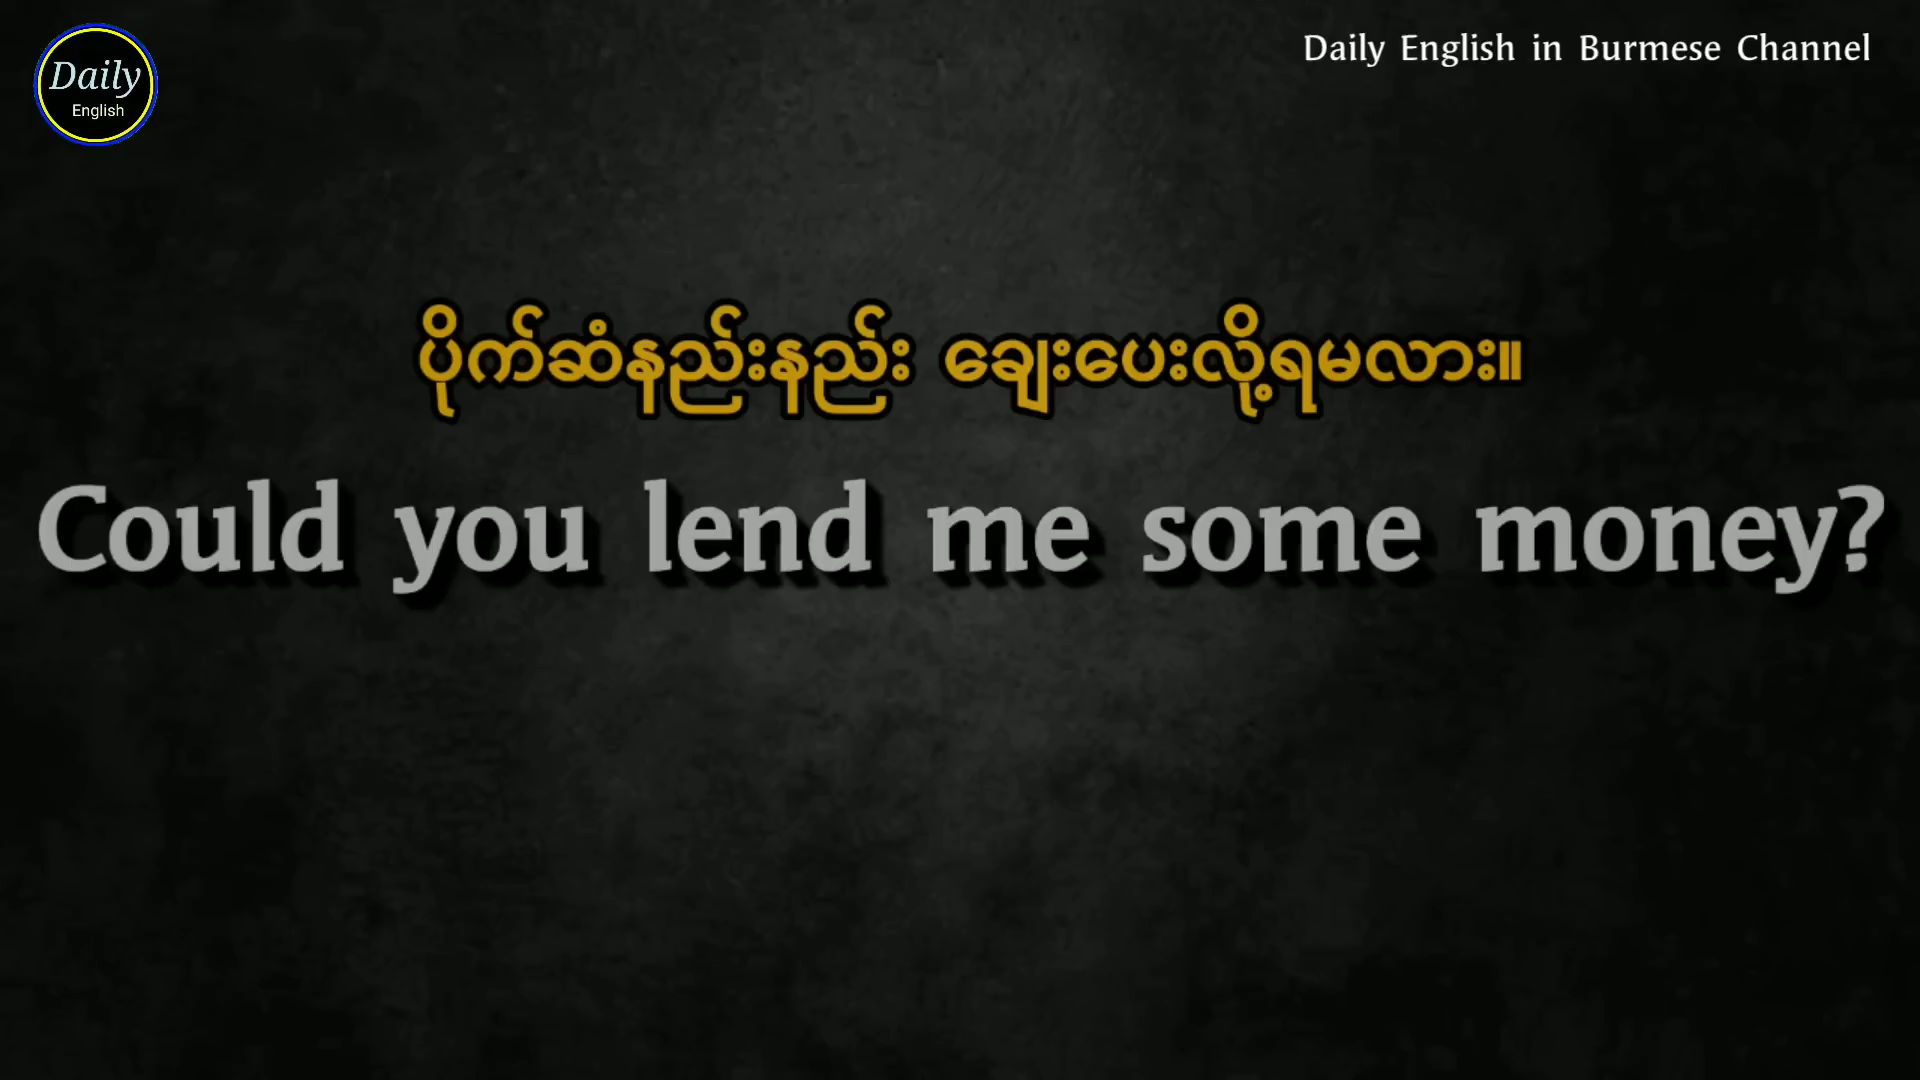 Daily
English
Daily English in Burmese Channel
ပိုက်ဆံနည်းနည်း ချေးပေးလို့ရမလား။
Could you lend me some money?